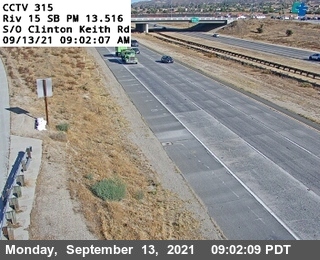 CCTV 315
Riv 15 SB PM 13.516
S/O Clinton Keith Rd
09/13/21 09:02:07 AM
Monday, September 13, 2021 09:02:09 PDT